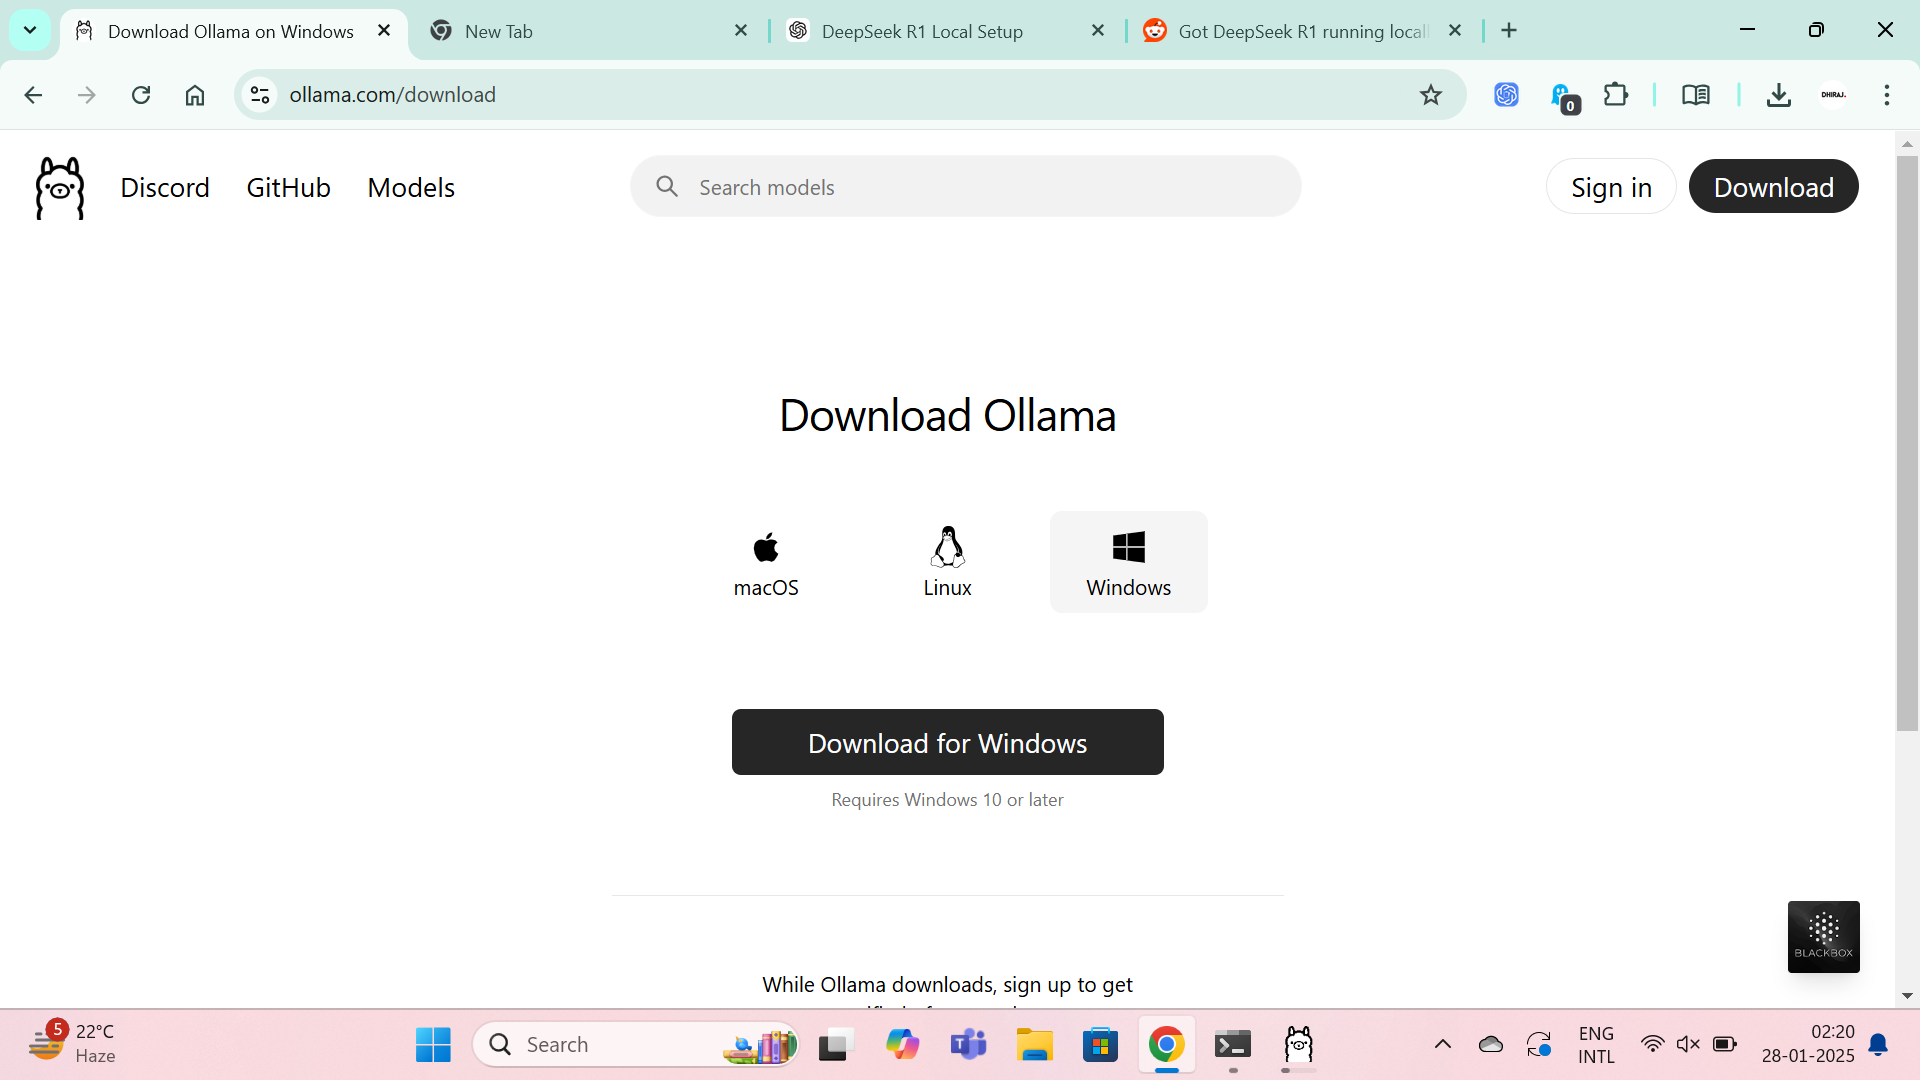 Download Ollama on Windows
New Tab
DeepSeek R1 Local Setup
Got DeepSeek R1 running locall
ollama.com/download
0
DHIRAJ.
Discord
GitHub
Models
Search models
Sign in
Download
Download Ollama
macOS
Linux
Windows
Download for Windows
Requires Windows 10 or later
BLACKBOX
While Ollama downloads, sign up to get
5
22°C
Haze
Search
ENG
INTL
02:20
28-01-2025